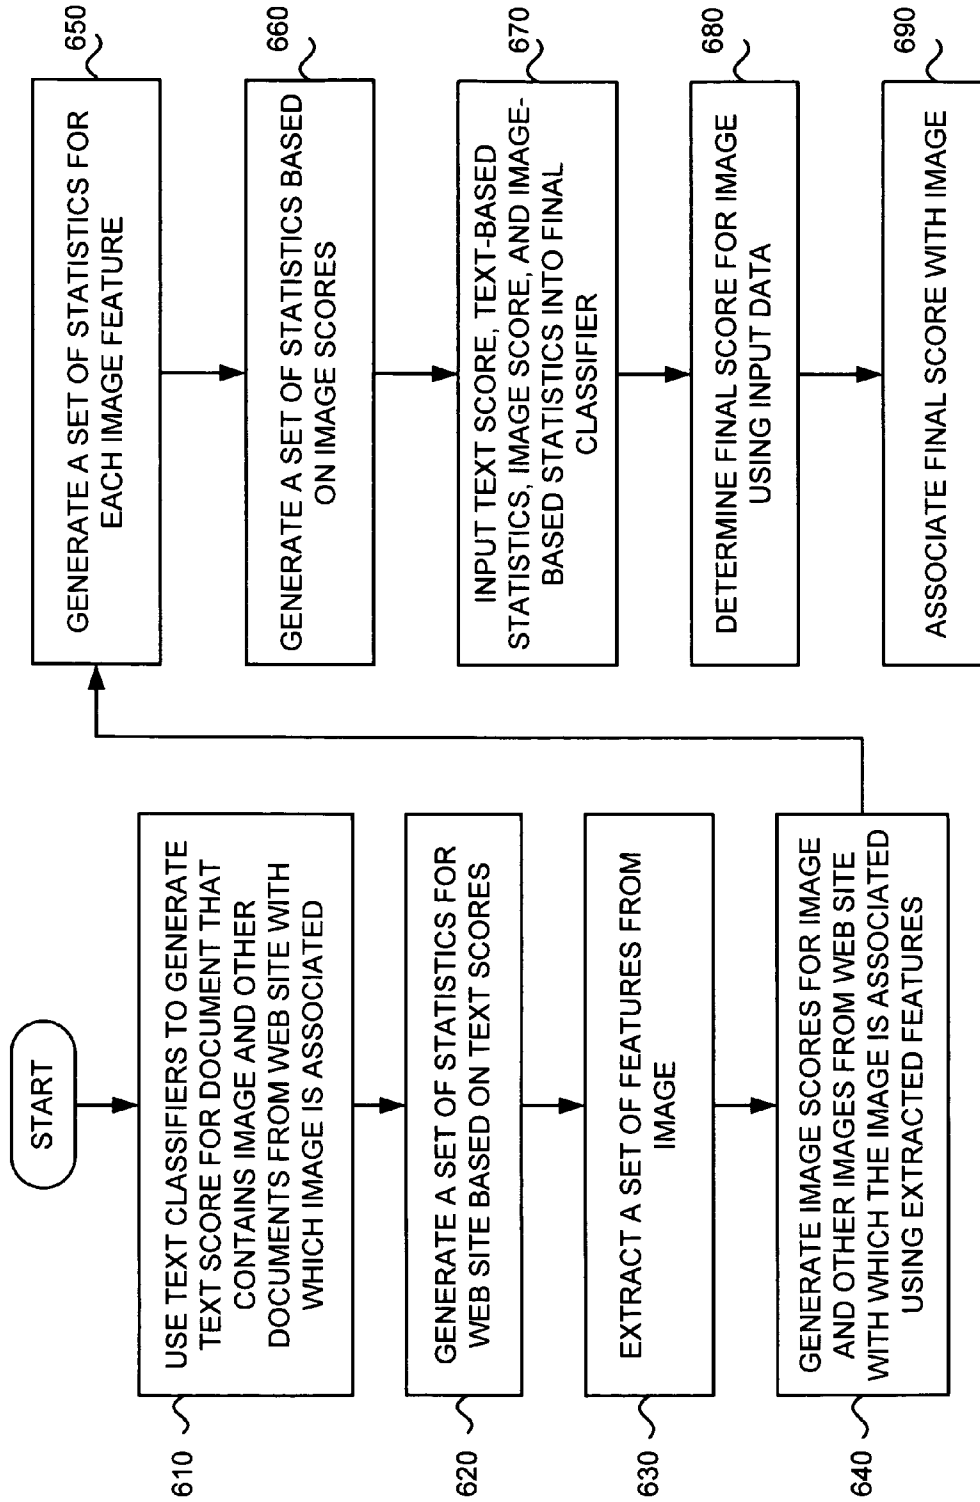 START
610
USE TEXT CLASSIFIERS TO GENERATE
TEXT SCORE FOR DOCUMENT THAT
CONTAINS IMAGE AND OTHER
DOCUMENTS FROM WEB SITE WITH
WHICH IMAGE IS ASSOCIATED
620
GENERATE A SET OF STATISTICS FOR
WEB SITE BASED ON TEXT SCORES
630
EXTRACT A SET OF FEATURES FROM
IMAGE
640
GENERATE IMAGE SCORES FOR IMAGE
AND OTHER IMAGES FROM WEB SITE
WITH WHICH THE IMAGE IS ASSOCIATED
USING EXTRACTED FEATURES
650
GENERATE A SET OF STATISTICS FOR
EACH IMAGE FEATURE
660
GENERATE A SET OF STATISTICS BASED
ON IMAGE SCORES
670
INPUT TEXT SCORE, TEXT-BASED
STATISTICS, IMAGE SCORE, AND IMAGE-
BASED STATISTICS INTO FINAL
CLASSIFIER
680
DETERMINE FINAL SCORE FOR IMAGE
USING INPUT DATA
690
ASSOCIATE FINAL SCORE WITH IMAGE